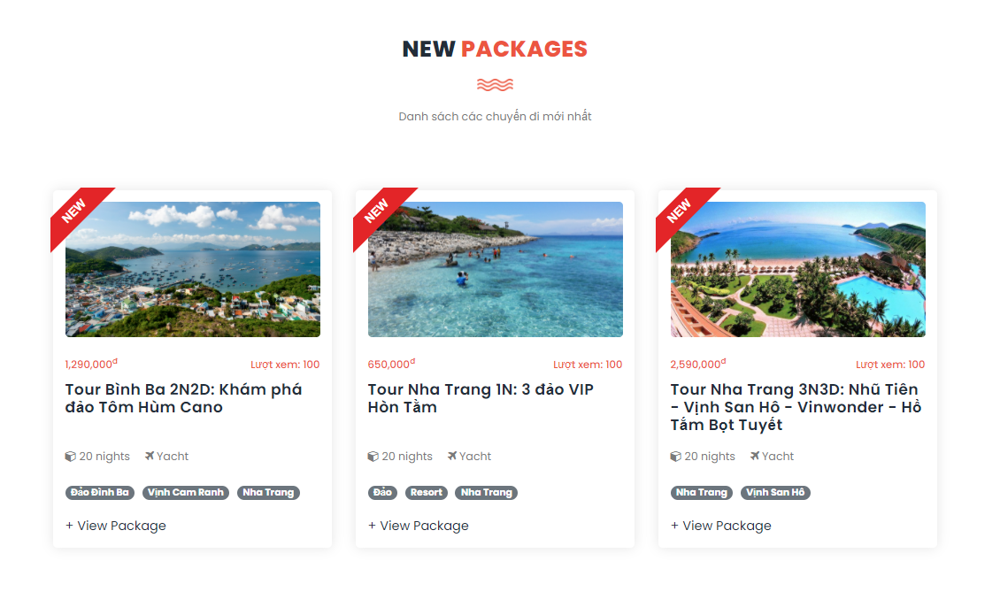 NEW PACKAGES
Danh sách các chuyến đi mới nhất
NEW
1,290,000đ
Lượt xem: 100
Tour Bình Ba 2N2D: Khám phá
đảo Tôm Hùm Cano
20 nights Yacht
Đảo Đình Ba Vịnh Cam Ranh Nha Trang
+ View Package
NEW
650,000đ
Lượt xem: 100
Tour Nha Trang 1N: 3 đảo VIP
Hòn Tằm
20 nights Yacht
Đảo Resort Nha Trang
+ View Package
NEW
2,590,000đ
Lượt xem: 100
Tour Nha Trang 3N3D: Nhũ Tiên
- Vịnh San Hô - Vinwonder - Hồ
Tắm Bọt Tuyết
20 nights Yacht
Nha Trang Vịnh San Hô
+ View Package